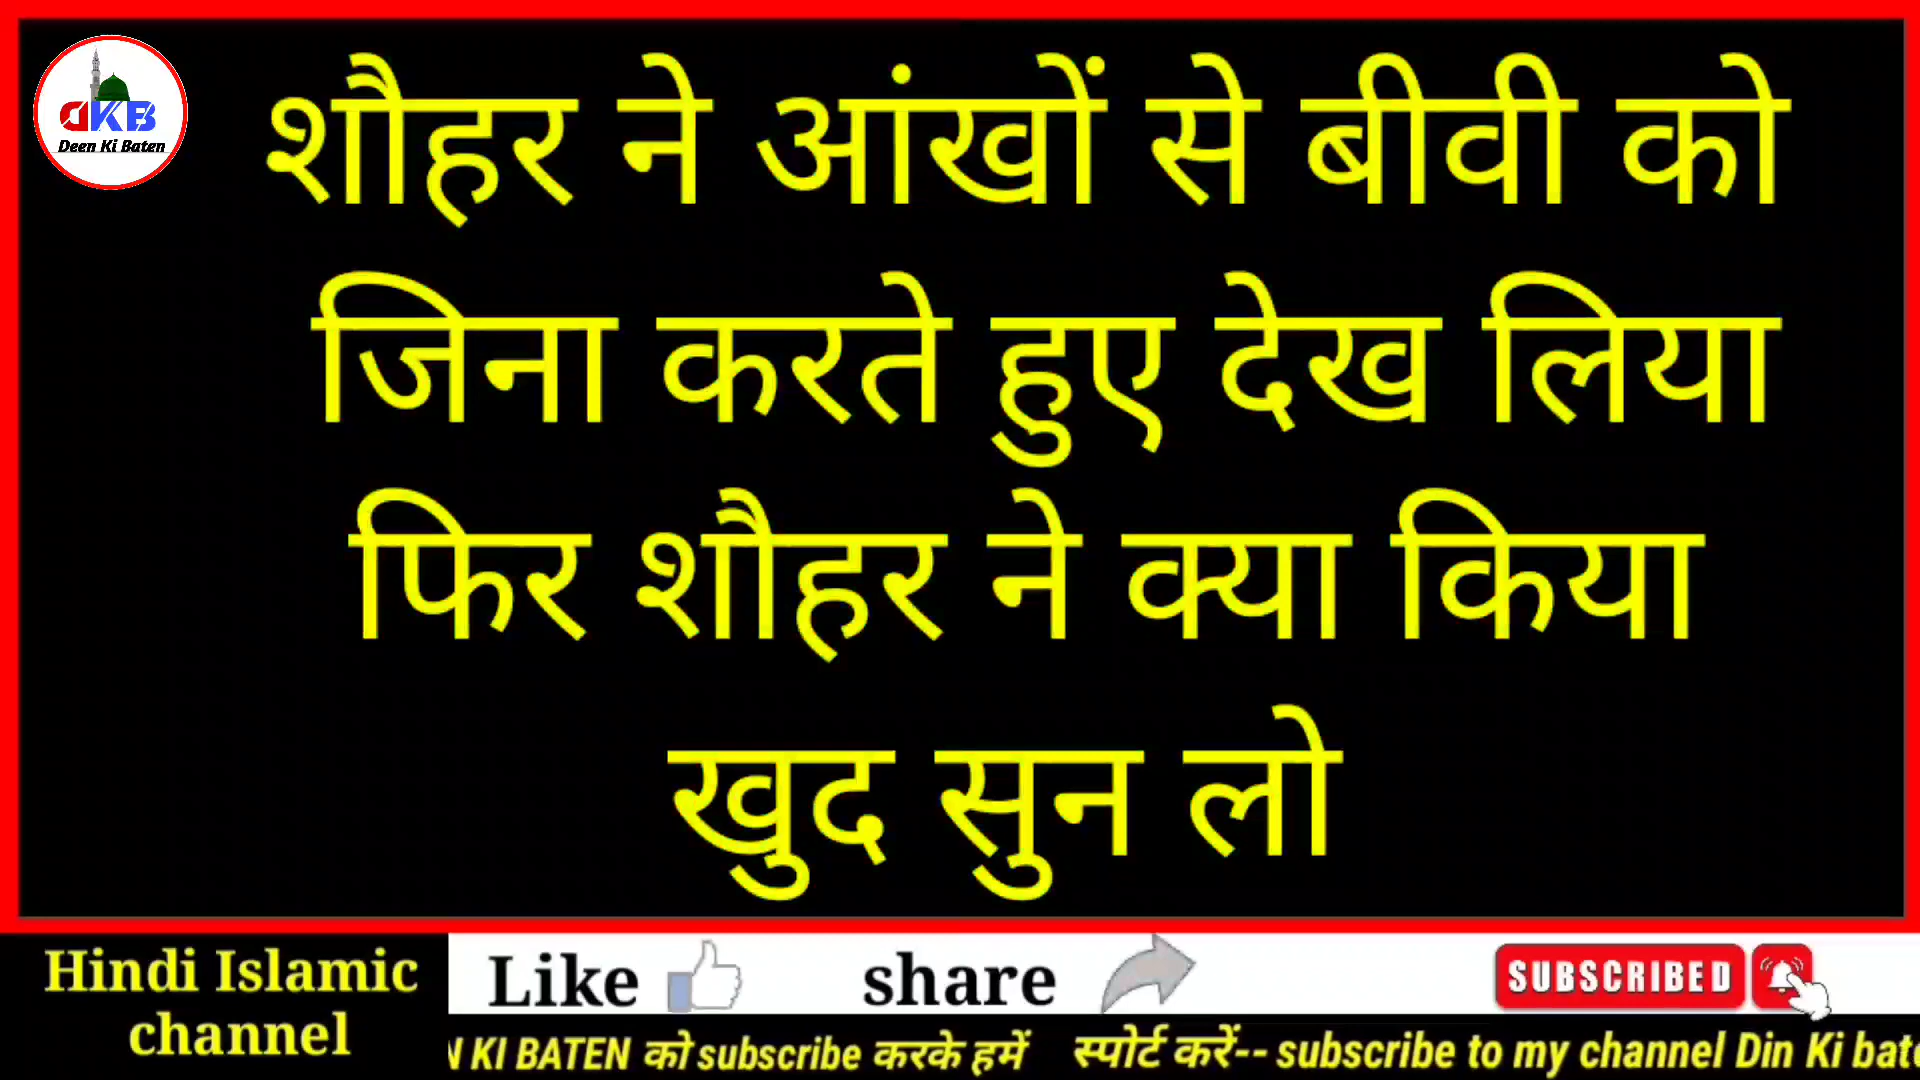 DKB
Deen Ki Baten
शौहर ने आंखों से बीवी को
जिना करते हुए देख लिया
फिर शौहर ने क्या किया
खुद सुन लो
Hindi Islamic
channel
Like
share
SUBSCRIBED
KI BATEN को subscribe करके हमें स्पोर्ट करें-- subscribe to my channel Din Ki